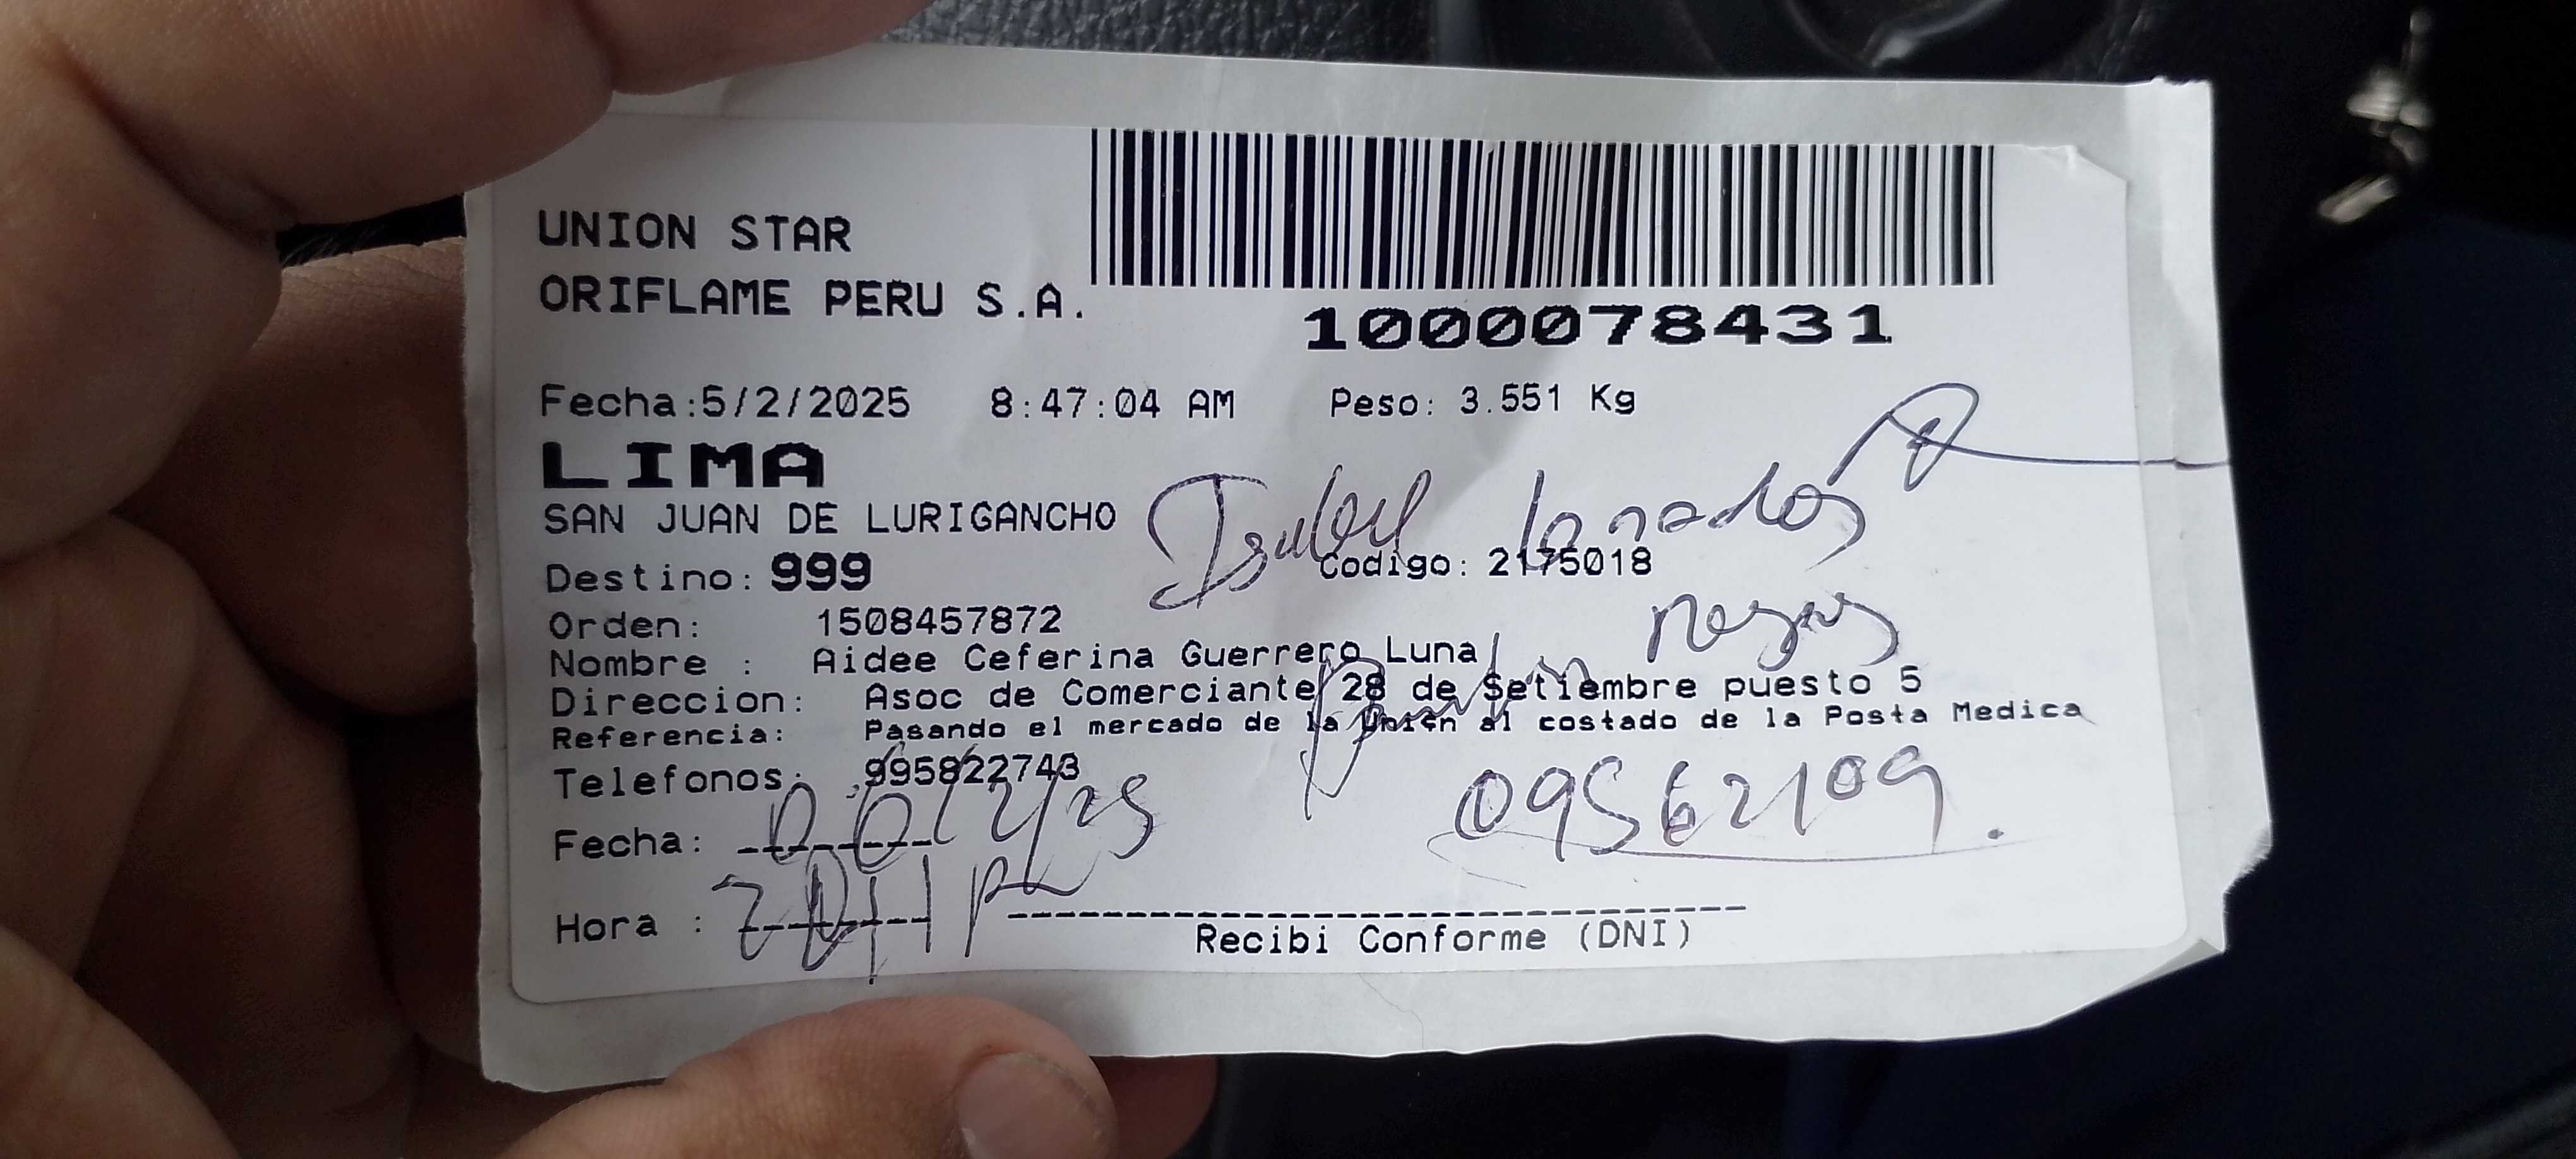 UNION STAR
ORIFLAME PERU S.A.
1000078431
Fecha:5/2/2025 8:47:04 AM Peso: 3.551 Kg
LIMA
SAN JUAN DE LURIGANCHO
Destino: 999 Codigo: 2175018
Orden: 1508457872
Nombre : Aidee Ceferina Guerrero Luna
Direccion: Asoc de Comerciante 28 de Setiembre puesto 5
Referencia: Pasando el mercado de la Union al costado de la Posta Medica
Telefonos: 995822743
09562109.
Fecha:
Hora :
Recibi Conforme (DNI)